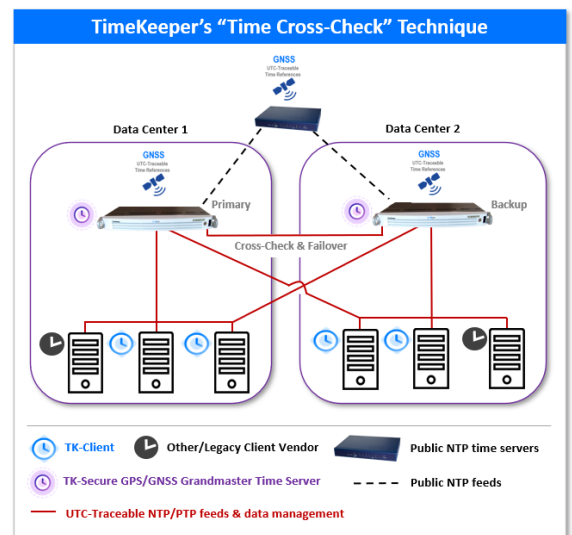 TimeKeeper's “Time Cross-Check” Technique
GNSS
UTC-Traceable
Time References
Data Center 1
Data Center 2
GNSS
UTC-Traceable
Time References
GNSS
UTC-Traceable
Time References
Primary
Backup
Cross-Check & Failover
TK-Client
Other/Legacy Client Vendor
Public NTP time servers
TK-Secure GPS/GNSS Grandmaster Time Server
Public NTP feeds
UTC-Traceable NTP/PTP feeds & data management